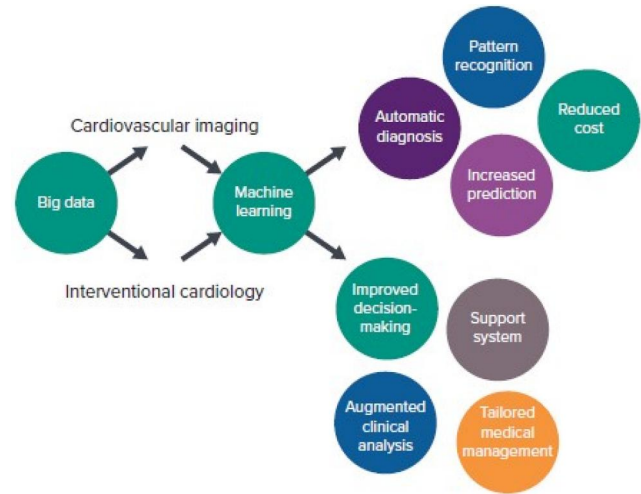 Pattern
recognition
Cardiovascular imaging
Automatic
diagnosis
Reduced
cost
Big data
Machine
learning
Increased
prediction
Interventional cardiology
Improved
decision-
making
Support
system
Augmented
clinical
analysis
Tailored
medical
management